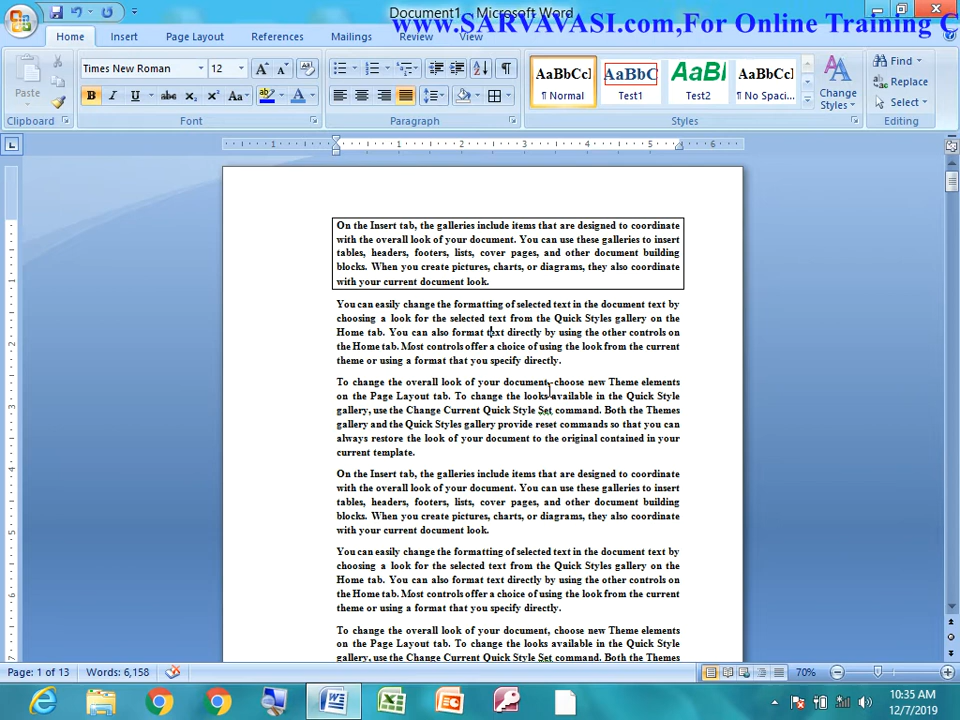 Document1 - Microsoft Word
www.SARVAVASI.com,For Online Training C
Home Insert Page Layout References Mailings Review View
Times New Roman 12
Paste
Clipboard
Font
Paragraph
AaBbCcI AaBbC AaBl AaBbCcI
¶ Normal Test1 Test2 ¶ No Spaci...
Change
Styles
Styles
Find
Replace
Select
Editing
On the Insert tab, the galleries include items that are designed to coordinate
with the overall look of your document. You can use these galleries to insert
tables, headers, footers, lists, cover pages, and other document building
blocks. When you create pictures, charts, or diagrams, they also coordinate
with your current document look.
You can easily change the formatting of selected text in the document text by
choosing a look for the selected text from the Quick Styles gallery on the
Home tab. You can also format text directly by using the other controls on
the Home tab. Most controls offer a choice of using the look from the current
theme or using a format that you specify directly.
To change the overall look of your document, choose new Theme elements
on the Page Layout tab. To change the looks available in the Quick Style
gallery, use the Change Current Quick Style Set command. Both the Themes
gallery and the Quick Styles gallery provide reset commands so that you can
always restore the look of your document to the original contained in your
current template.
On the Insert tab, the galleries include items that are designed to coordinate
with the overall look of your document. You can use these galleries to insert
tables, headers, footers, lists, cover pages, and other document building
blocks. When you create pictures, charts, or diagrams, they also coordinate
with your current document look.
You can easily change the formatting of selected text in the document text by
choosing a look for the selected text from the Quick Styles gallery on the
Home tab. You can also format text directly by using the other controls on
the Home tab. Most controls offer a choice of using the look from the current
theme or using a format that you specify directly.
To change the overall look of your document, choose new Theme elements
on the Page Layout tab. To change the looks available in the Quick Style
gallery, use the Change Current Quick Style Set command. Both the Themes
Page: 1 of 13 Words: 6,158
70%
10:35 AM
12/7/2019